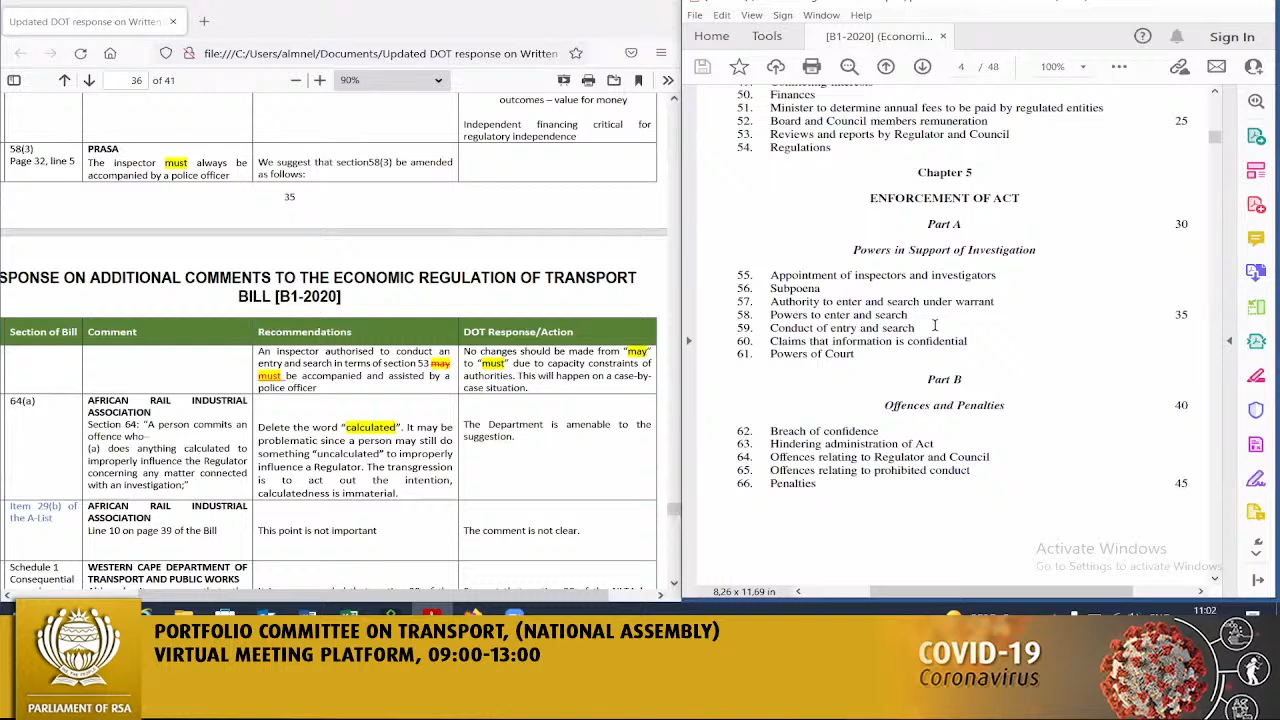 Updated DOT response on Written
file:///C:/Users/almnel/Documents/Updated DOT response on Written
36 of 41
90%
outcomes – value for money
Independent financing critical for
regulatory independence
58(3)
Page 32, line 5
PRASA
The inspector must always be
accompanied by a police officer
We suggest that section58(3) be amended
as follows:
35
SPONSE ON ADDITIONAL COMMENTS TO THE ECONOMIC REGULATION OF TRANSPORT
BILL [B1-2020]
Section of Bill
Comment
Recommendations
DOT Response/Action
An inspector authorised to conduct an
entry and search in terms of section 53 may
must be accompanied and assisted by a
police officer
No changes should be made from "may"
to "must" due to capacity constraints of
authorities. This will happen on a case-by-
case situation.
64(a)
AFRICAN RAIL INDUSTRIAL
ASSOCIATION
Section 64: "A person commits an
offence who–
(a) does anything calculated to
improperly influence the Regulator
concerning any matter connected
with an investigation;"
Delete the word "calculated". It may be
problematic since a person may still do
something "uncalculated" to improperly
influence a Regulator. The transgression
is to act out the intention,
calculatedness is immaterial.
The Department is amenable to the
suggestion.
Item 29(b) of
the A-List
AFRICAN RAIL INDUSTRIAL
ASSOCIATION
Line 10 on page 39 of the Bill
This point is not important
The comment is not clear.
Schedule 1
Consequential
WESTERN CAPE DEPARTMENT OF
TRANSPORT AND PUBLIC WORKS
File Edit View Sign Window Help
Home Tools [B1-2020] (Economi... Sign In
4 / 48 100%
50. Finances
51. Minister to determine annual fees to be paid by regulated entities
52. Board and Council members remuneration 25
53. Reviews and reports by Regulator and Council
54. Regulations
Chapter 5
ENFORCEMENT OF ACT
Part A 30
Powers in Support of Investigation
55. Appointment of inspectors and investigators
56. Subpoena
57. Authority to enter and search under warrant
58. Powers to enter and search 35
59. Conduct of entry and search
60. Claims that information is confidential
61. Powers of Court
Part B
Offences and Penalties 40
62. Breach of confidence
63. Hindering administration of Act
64. Offences relating to Regulator and Council
65. Offences relating to prohibited conduct
66. Penalties 45
Activate Windows
Go to Settings to activate Windows
8,26 x 11,69 in
11:02
PARLIAMENT OF RSA
PORTFOLIO COMMITTEE ON TRANSPORT, (NATIONAL ASSEMBLY)
VIRTUAL MEETING PLATFORM, 09:00-13:00
COVID-19
Coronavirus